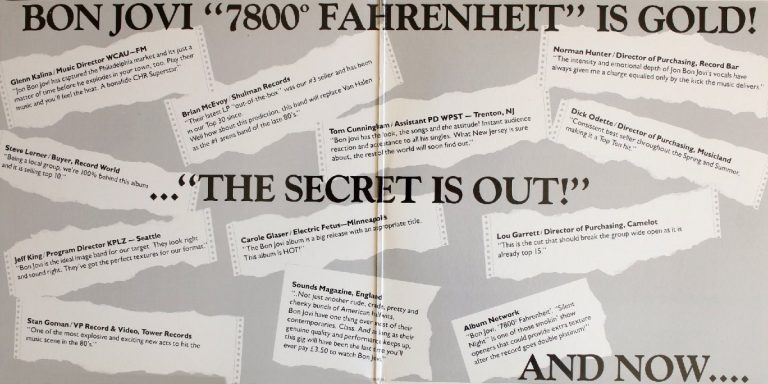 BON JOVI “7800° FAHRENHEIT” IS GOLD!
Glenn Kalina / Music Director WCAU—FM
"Jon Bon Jovi has captured the Philadelphia market and its just a
matter of time before he explodes in your town, too. Play their
music and you'll feel the heat. A bonafide CHR Superstar."
Brian McEvoy / Shulman Records
"Their latest LP "out-of-the box" was our #3 seller and has been
in our Top 30 since.
Well how about this prediction, this band will replace Van Halen
as the #1 arena band of the late 80's."
Tom Cunningham / Assistant PD WPST — Trenton, NJ
"Bon Jovi has the look, the songs and the attitude! Instant audience
reaction and acceptance to all his singles. What New Jersey is sure
about, the rest of the world will soon find out."
Norman Hunter / Director of Purchasing, Record Bar
"The intensity and emotional depth of Jon Bon Jovi's vocals have
always given me a charge equalled only by the kick the music delivers."
Dick Odette / Director of Purchasing, Musicland
"Consistent best seller throughout the Spring and Summer,
making it a Top Ten hit."
Steve Lerner / Buyer, Record World
"Being a local group, we're 100% behind this album
and it is selling top 10."
..."THE SECRET IS OUT!"
Jeff King / Program Director KPLZ — Seattle
"Bon Jovi is the ideal image band for our target. They look right
and sound right. They've got the perfect textures for our format."
Carole Glaser / Electric Fetus—Minneapolis
"The Bon Jovi album is a big release with an appropriate title.
This album is HOT!"
Lou Garrett / Director of Purchasing, Camelot
"This is the cut that should break the group wide open as it is
already top 15."
Stan Goman / VP Record & Video, Tower Records
"One of the most explosive and exciting new acts to hit the
music scene in the 80's."
Sounds Magazine, England
"...Not just another rude, crude, pretty and
cheeky bunch of American
Bon Jovi have one thing over most of their
contemporaries. Class. And as long as their
genuine quality and performance keeps up,
this gig will have been the last time you'll
ever pay £3.50 to watch Bon Jovi."
Album Network
"Bon Jovi, '7800° Fahrenheit'. "Silent
Night" is one of those smokin' show
openers that could provide extra texture
after the record goes double platinum!"
AND NOW....